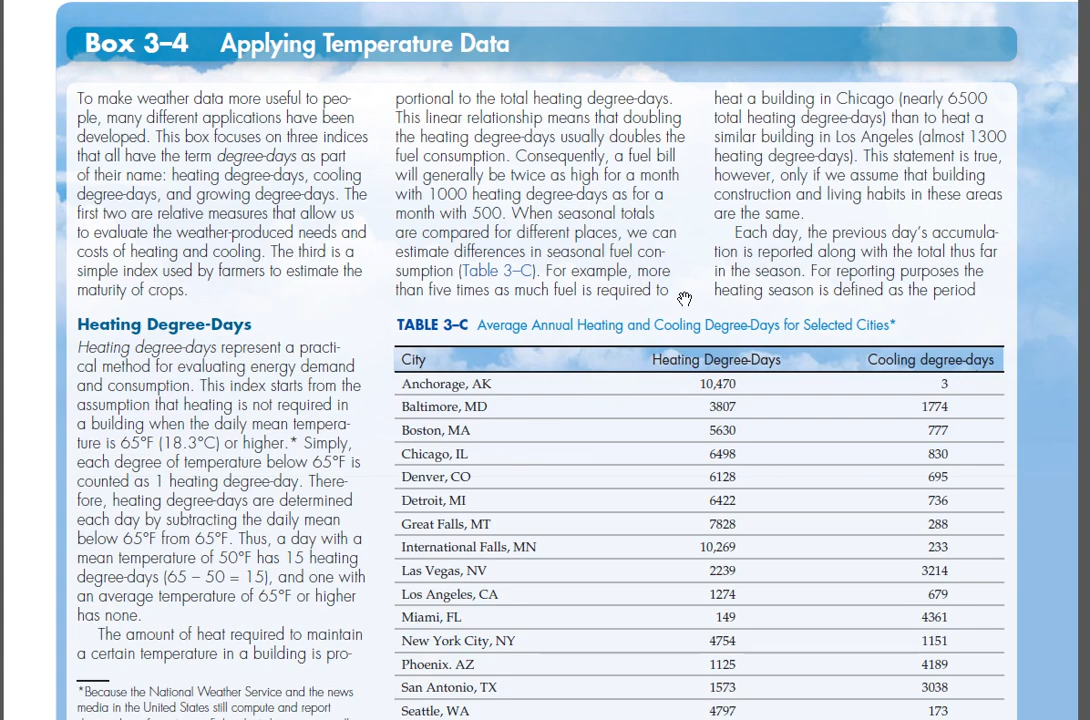 Box 3–4 Applying Temperature Data
To make weather data more useful to peo-
ple, many different applications have been
developed. This box focuses on three indices
that all have the term degree-days as part
of their name: heating degree-days, cooling
degree-days, and growing degree-days. The
first two are relative measures that allow us
to evaluate the weather-produced needs and
costs of heating and cooling. The third is a
simple index used by farmers to estimate the
maturity of crops.
Heating Degree-Days
Heating degree-days represent a practi-
cal method for evaluating energy demand
and consumption. This index starts from the
assumption that heating is not required in
a building when the daily mean tempera-
ture is 65°F (18.3°C) or higher.* Simply,
each degree of temperature below 65°F is
counted as 1 heating degree-day. There-
fore, heating degree-days are determined
each day by subtracting the daily mean
below 65°F from 65°F. Thus, a day with a
mean temperature of 50°F has 15 heating
degree-days (65 – 50 = 15), and one with
an average temperature of 65°F or higher
has none.
The amount of heat required to maintain
a certain temperature in a building is pro-
*Because the National Weather Service and the news
media in the United States still compute and report
portional to the total heating degree-days.
This linear relationship means that doubling
the heating degree-days usually doubles the
fuel consumption. Consequently, a fuel bill
will generally be twice as high for a month
with 1000 heating degree-days as for a
month with 500. When seasonal totals
are compared for different places, we can
estimate differences in seasonal fuel con-
sumption (Table 3–C). For example, more
than five times as much fuel is required to
heat a building in Chicago (nearly 6500
total heating degree-days) than to heat a
similar building in Los Angeles (almost 1300
heating degree-days). This statement is true,
however, only if we assume that building
construction and living habits in these areas
are the same.
Each day, the previous day's accumula-
tion is reported along with the total thus far
in the season. For reporting purposes the
heating season is defined as the period
TABLE 3–C Average Annual Heating and Cooling Degree-Days for Selected Cities*
City Heating Degree-Days Cooling degree-days
Anchorage, AK 10,470 3
Baltimore, MD 3807 1774
Boston, MA 5630 777
Chicago, IL 6498 830
Denver, CO 6128 695
Detroit, MI 6422 736
Great Falls, MT 7828 288
International Falls, MN 10,269 233
Las Vegas, NV 2239 3214
Los Angeles, CA 1274 679
Miami, FL 149 4361
New York City, NY 4754 1151
Phoenix. AZ 1125 4189
San Antonio, TX 1573 3038
Seattle, WA 4797 173